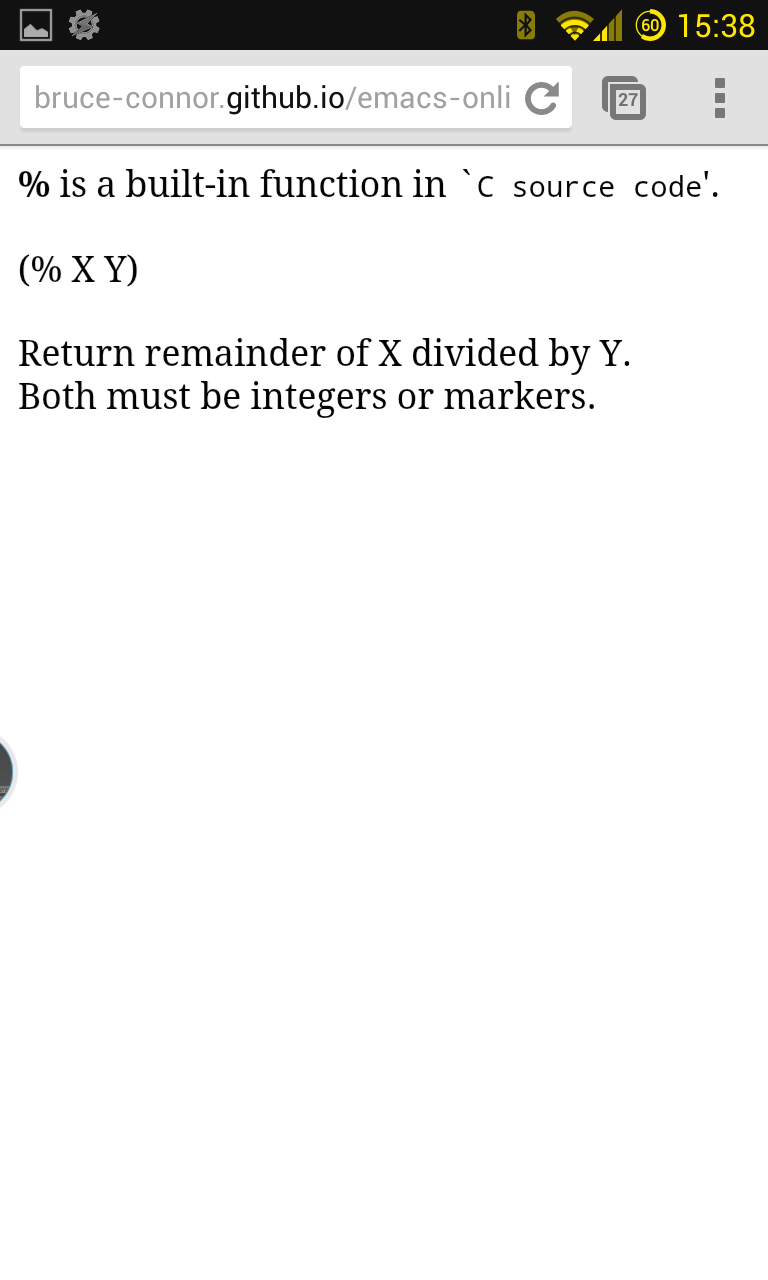 60 15:38
bruce-connor.github.io/emacs-onli
27
% is a built-in function in `C source code'.
(% X Y)
Return remainder of X divided by Y.
Both must be integers or markers.